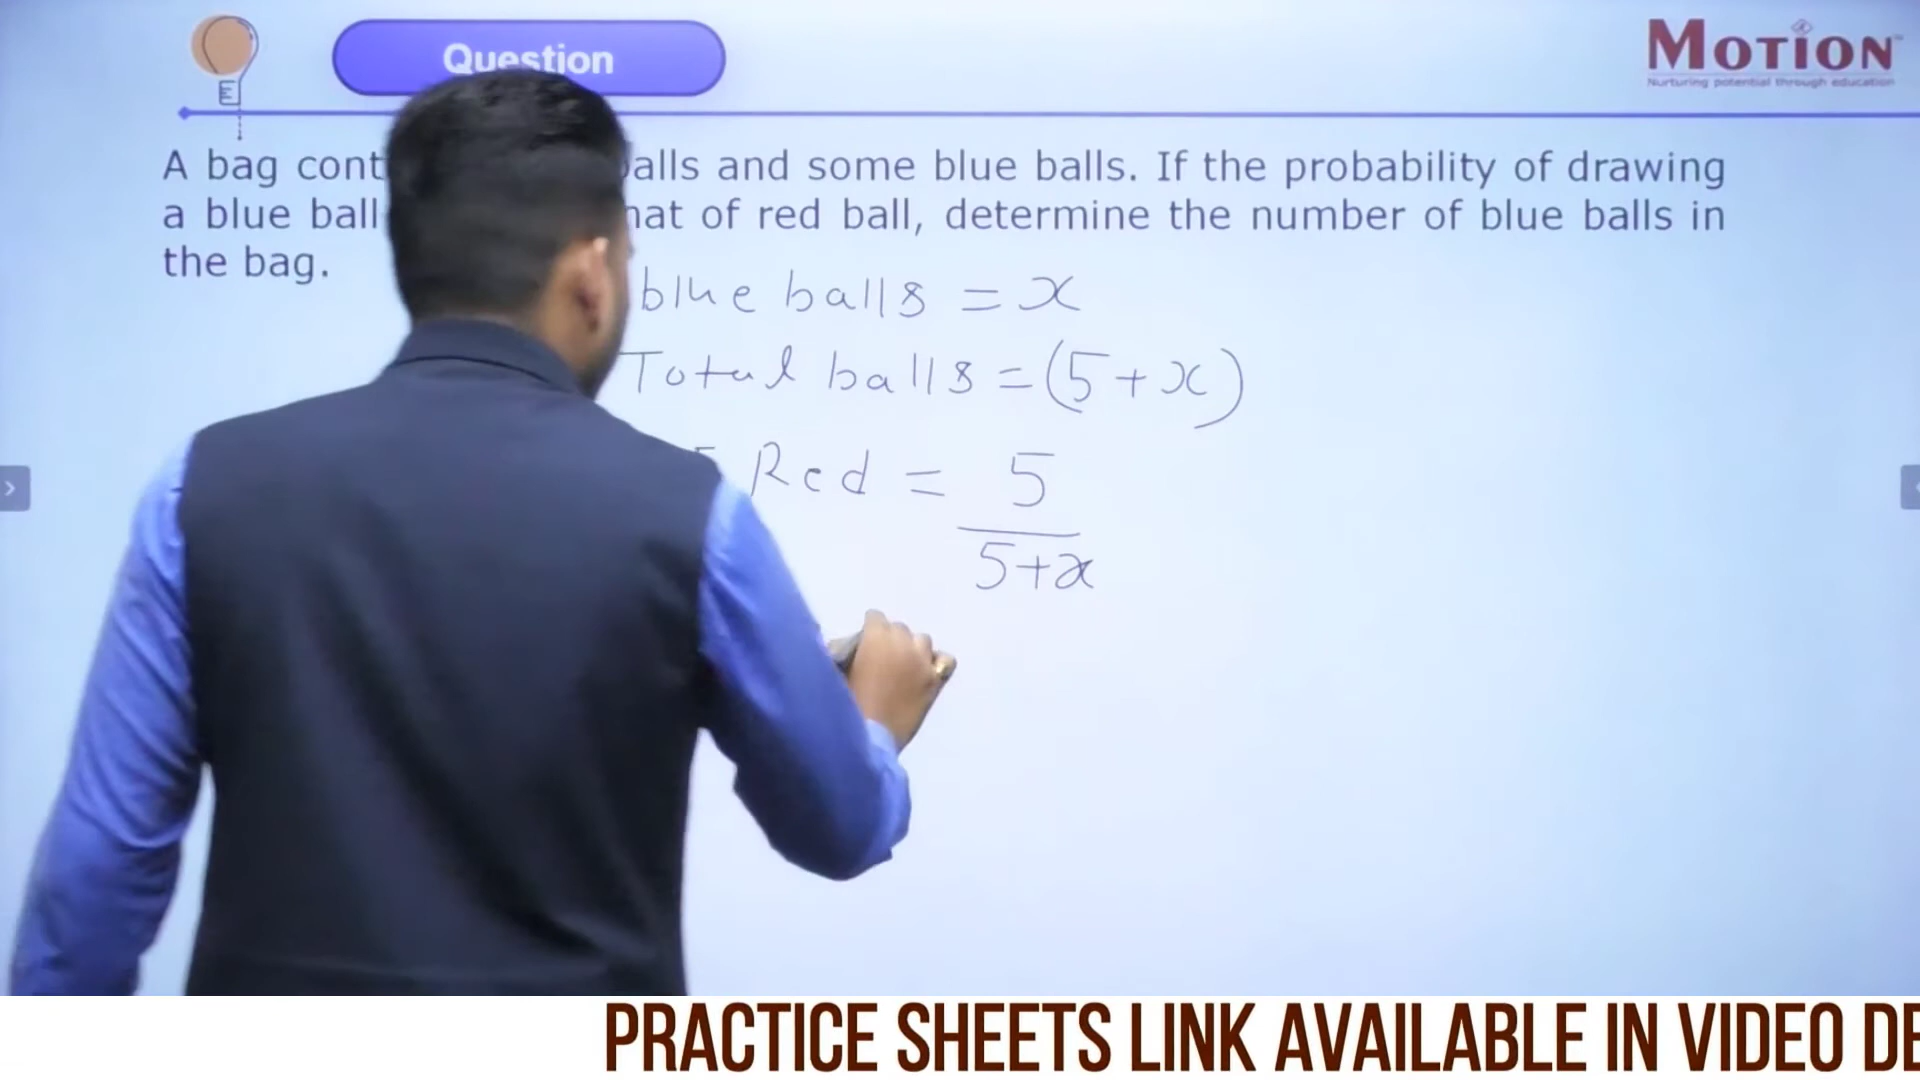 Question
MOTION
Nurturing potential through education
A bag cont alls and some blue balls. If the probability of drawing
a blue ball hat of red ball, determine the number of blue balls in
the bag.
blue balls = x
Total balls = (5 + x)
Red = 5
5+x
PRACTICE SHEETS LINK AVAILABLE IN VIDEO DE